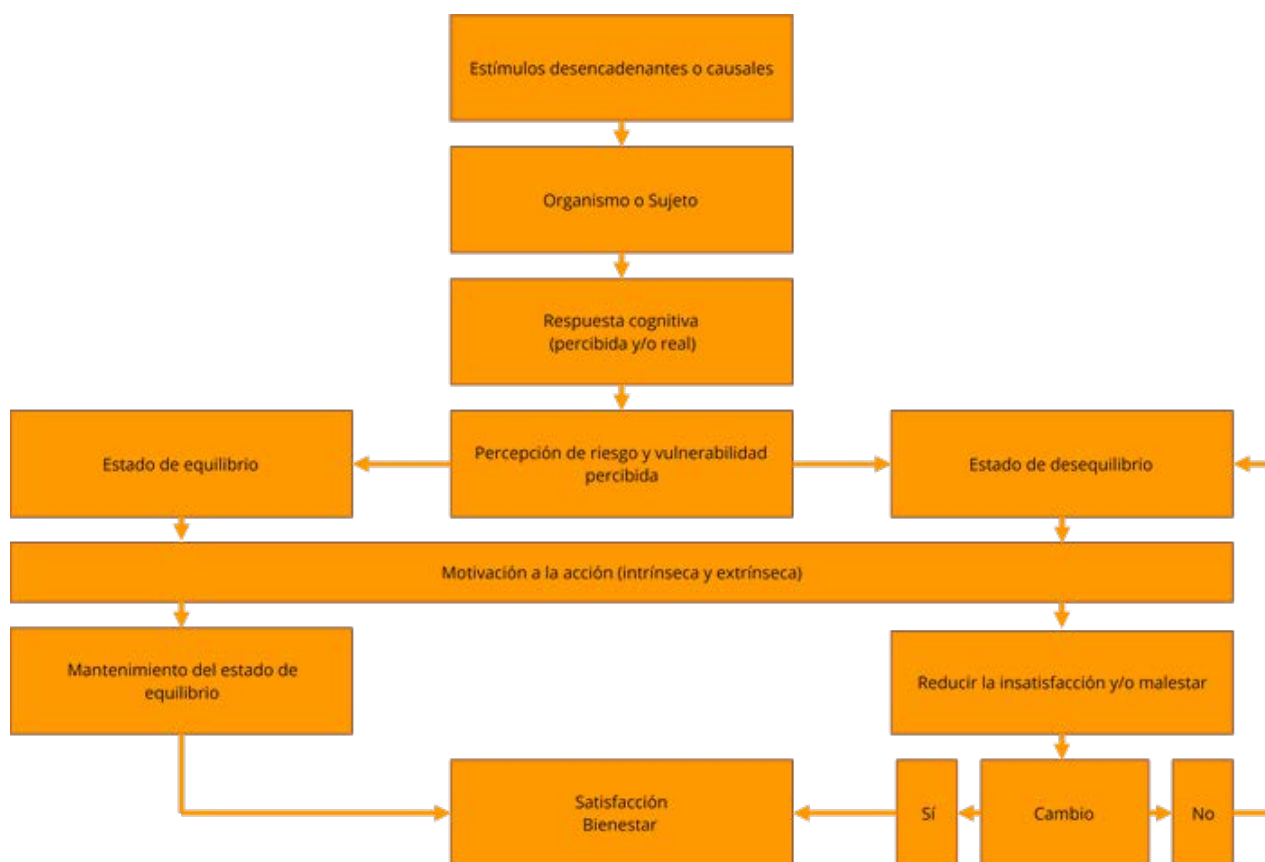 Estímulos desencadenantes o causales
Organismo o Sujeto
Respuesta cognitiva
(percibida y/o real)
Estado de equilibrio
Percepción de riesgo y vulnerabilidad
percibida
Estado de desequilibrio
Motivación a la acción (intrínseca y extrínseca)
Mantenimiento del estado de
equilibrio
Reducir la insatisfacción y/o malestar
Satisfacción
Bienestar
Sí
Cambio
No